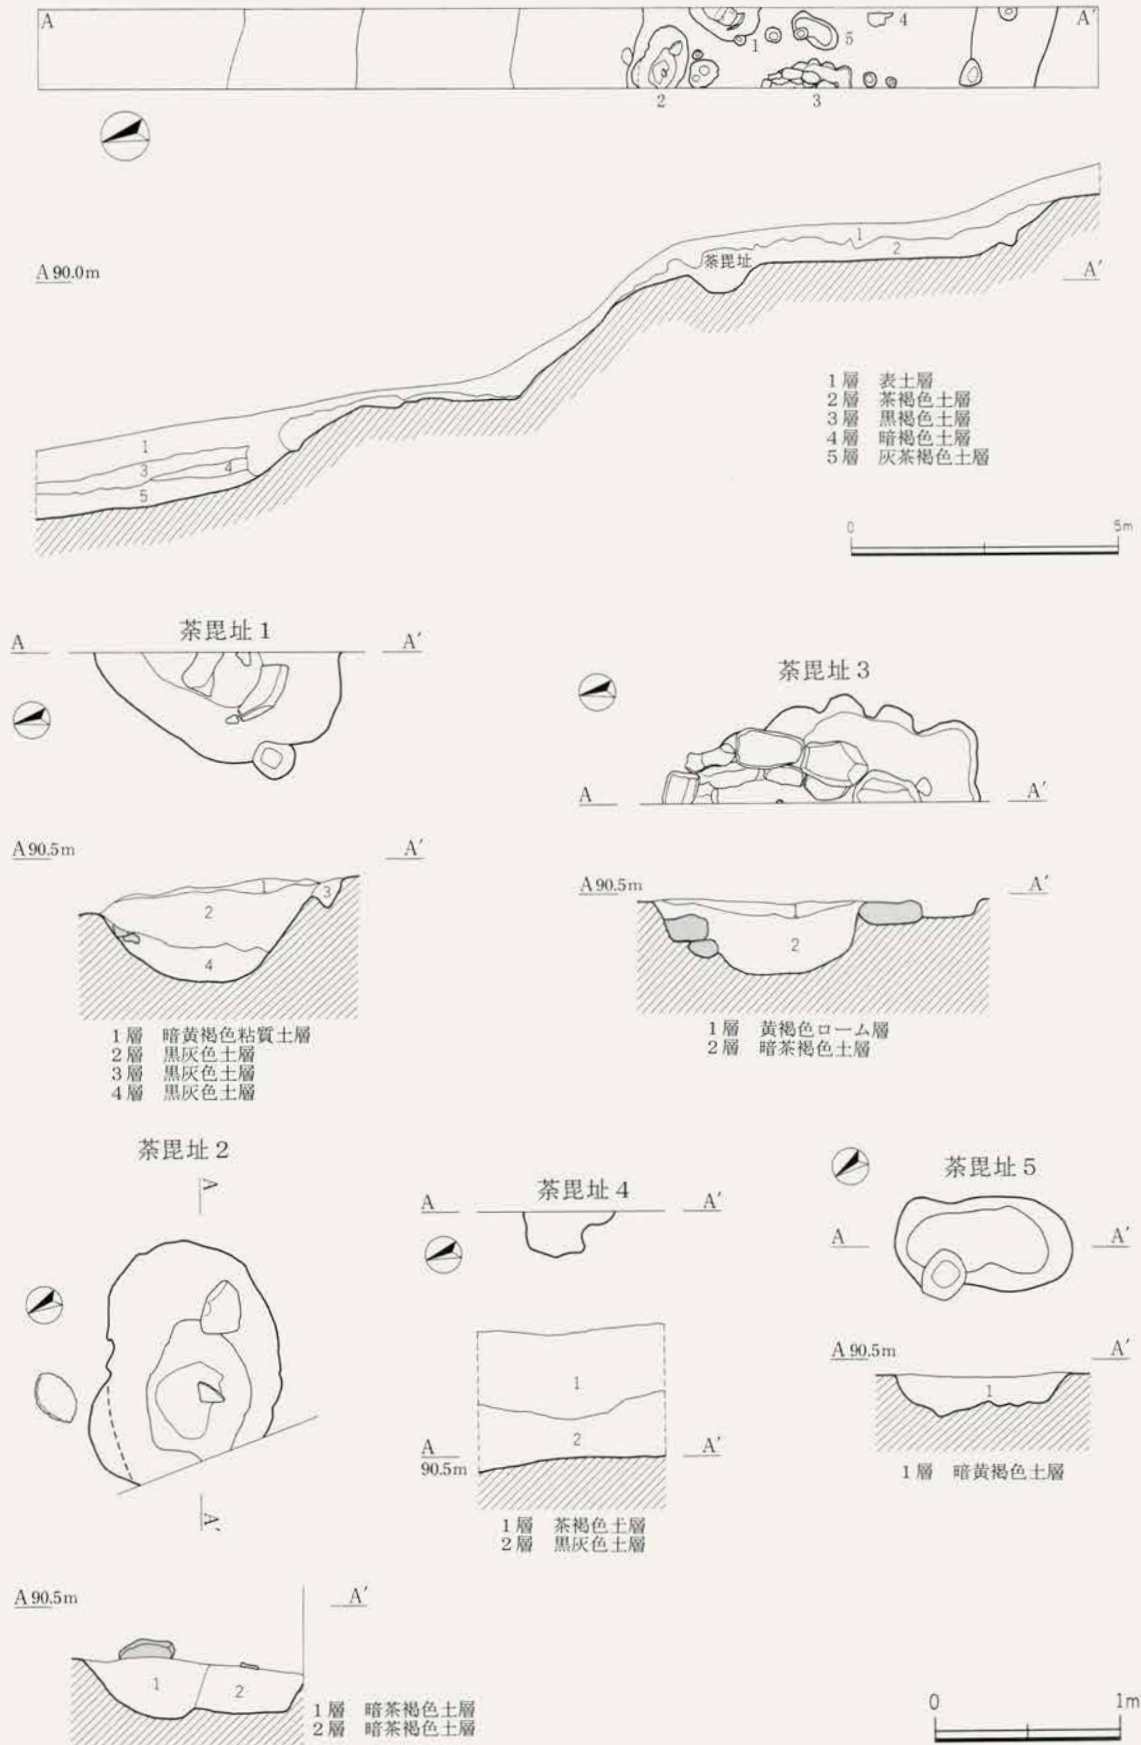 A A′
1
5
4
2 3
A 90.0m
荼毘址
1
2
A′
1
3
4
5
1層 表土層
2層 茶褐色土層
3層 黒褐色土層
4層 暗褐色土層
5層 灰茶褐色土層
0 5m
荼毘址1
A A′
A 90.5m A′
1
2
3
4
1層 暗黄褐色粘質土層
2層 黒灰色土層
3層 黒灰色土層
4層 黒灰色土層
荼毘址3
A A′
A 90.5m A′
1
2
1層 黄褐色ローム層
2層 暗茶褐色土層
荼毘址2
A
A′
A 90.5m A′
1
2
1層 暗茶褐色土層
2層 暗茶褐色土層
荼毘址4
A A′
1
2
A A′
90.5m
1層 茶褐色土層
2層 黒灰色土層
荼毘址5
A A′
A 90.5m A′
1
1層 暗黄褐色土層
0 1m